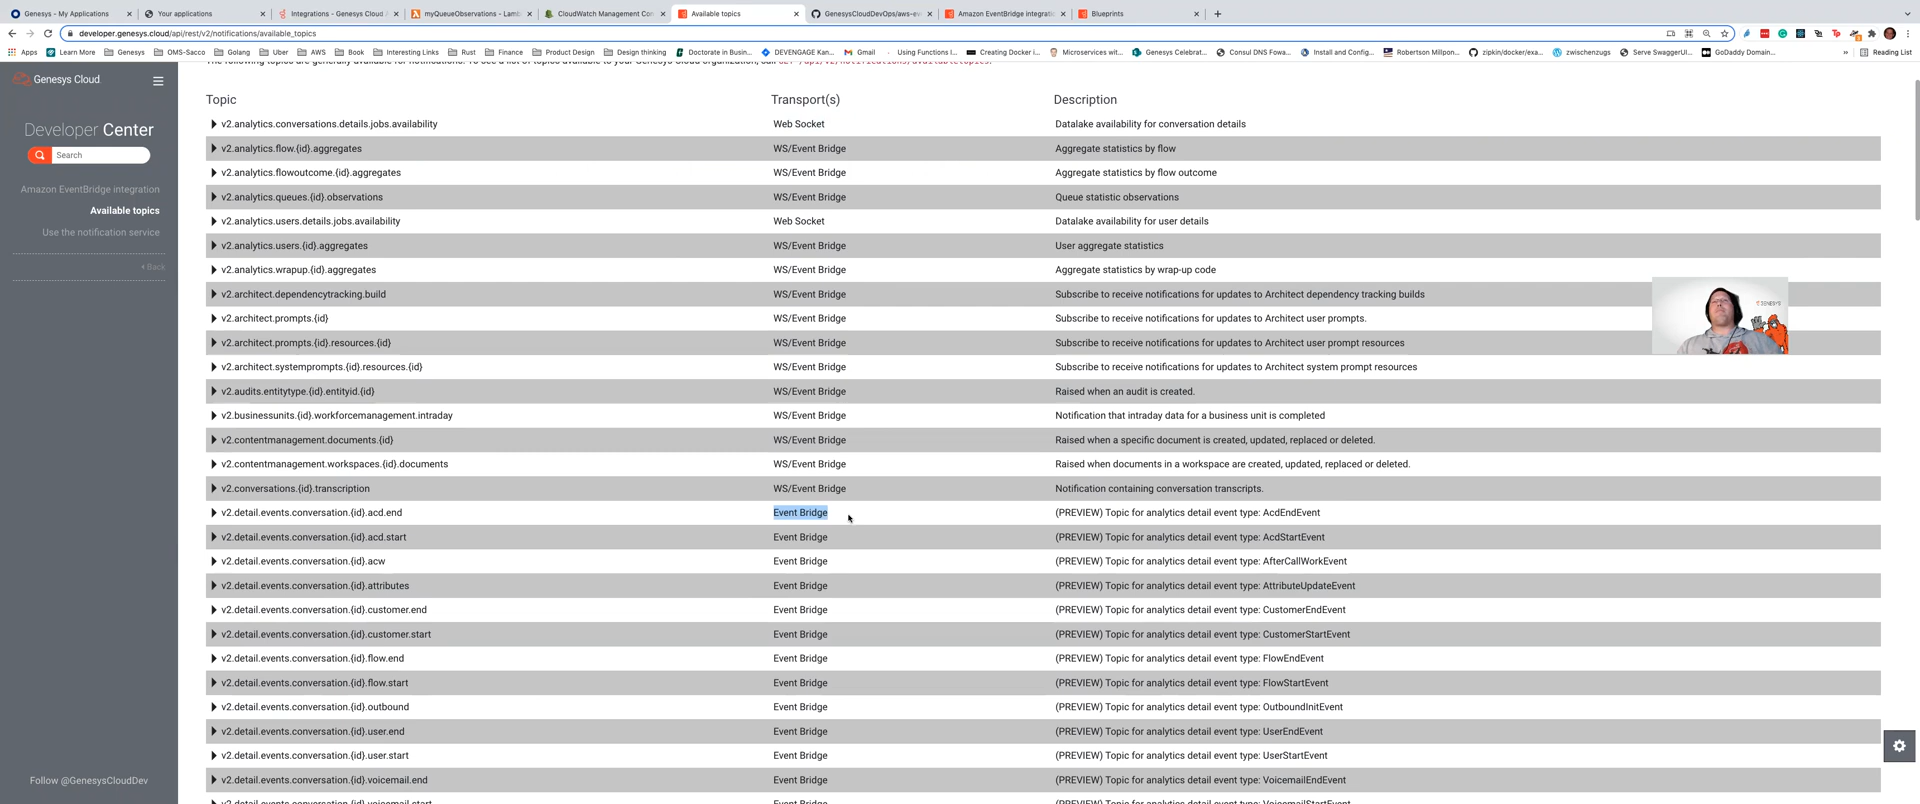 Genesys - My Applications
Your applications
Integrations - Genesys Cloud A
myQueueObservations - Lamb
CloudWatch Management Con
Available topics
GenesysCloudDevOps/aws-ev
Amazon EventBridge integrati
Blueprints
developer.genesys.cloud/api/rest/v2/notifications/available_topics
Apps
Learn More
Genesys
OMS-Sacco
Golang
Uber
AWS
Book
Interesting Links
Rust
Finance
Product Design
Design thinking
Doctorate in Busin...
DEVENGAGE Kan...
Gmail
Using Functions I...
Creating Docker i...
Microservices wit...
Genesys Celebrat...
Consul DNS Fowa...
Install and Config...
Robertson Millpon...
zipkin/docker/exa...
zwischenzugs
Serve SwaggerUI...
GoDaddy Domain...
»
Reading List
Genesys Cloud
Developer Center
Search
Amazon EventBridge integration
Available topics
Use the notification service
Back
Follow @GenesysCloudDev
Topic Transport(s) Description
v2.analytics.conversations.details.jobs.availability Web Socket Datalake availability for conversation details
v2.analytics.flow.{id}.aggregates WS/Event Bridge Aggregate statistics by flow
v2.analytics.flowoutcome.{id}.aggregates WS/Event Bridge Aggregate statistics by flow outcome
v2.analytics.queues.{id}.observations WS/Event Bridge Queue statistic observations
v2.analytics.users.details.jobs.availability Web Socket Datalake availability for user details
v2.analytics.users.{id}.aggregates WS/Event Bridge User aggregate statistics
v2.analytics.wrapup.{id}.aggregates WS/Event Bridge Aggregate statistics by wrap-up code
v2.architect.dependencytracking.build WS/Event Bridge Subscribe to receive notifications for updates to Architect dependency tracking builds
v2.architect.prompts.{id} WS/Event Bridge Subscribe to receive notifications for updates to Architect user prompts.
v2.architect.prompts.{id}.resources.{id} WS/Event Bridge Subscribe to receive notifications for updates to Architect user prompt resources
v2.architect.systemprompts.{id}.resources.{id} WS/Event Bridge Subscribe to receive notifications for updates to Architect system prompt resources
v2.audits.entitytype.{id}.entityid.{id} WS/Event Bridge Raised when an audit is created.
v2.businessunits.{id}.workforcemanagement.intraday WS/Event Bridge Notification that intraday data for a business unit is completed
v2.contentmanagement.documents.{id} WS/Event Bridge Raised when a specific document is created, updated, replaced or deleted.
v2.contentmanagement.workspaces.{id}.documents WS/Event Bridge Raised when documents in a workspace are created, updated, replaced or deleted.
v2.conversations.{id}.transcription WS/Event Bridge Notification containing conversation transcripts.
v2.detail.events.conversation.{id}.acd.end Event Bridge (PREVIEW) Topic for analytics detail event type: AcdEndEvent
v2.detail.events.conversation.{id}.acd.start Event Bridge (PREVIEW) Topic for analytics detail event type: AcdStartEvent
v2.detail.events.conversation.{id}.acw Event Bridge (PREVIEW) Topic for analytics detail event type: AfterCallWorkEvent
v2.detail.events.conversation.{id}.attributes Event Bridge (PREVIEW) Topic for analytics detail event type: AttributeUpdateEvent
v2.detail.events.conversation.{id}.customer.end Event Bridge (PREVIEW) Topic for analytics detail event type: CustomerEndEvent
v2.detail.events.conversation.{id}.customer.start Event Bridge (PREVIEW) Topic for analytics detail event type: CustomerStartEvent
v2.detail.events.conversation.{id}.flow.end Event Bridge (PREVIEW) Topic for analytics detail event type: FlowEndEvent
v2.detail.events.conversation.{id}.flow.start Event Bridge (PREVIEW) Topic for analytics detail event type: FlowStartEvent
v2.detail.events.conversation.{id}.outbound Event Bridge (PREVIEW) Topic for analytics detail event type: OutboundInitEvent
v2.detail.events.conversation.{id}.user.end Event Bridge (PREVIEW) Topic for analytics detail event type: UserEndEvent
v2.detail.events.conversation.{id}.user.start Event Bridge (PREVIEW) Topic for analytics detail event type: UserStartEvent
v2.detail.events.conversation.{id}.voicemail.end Event Bridge (PREVIEW) Topic for analytics detail event type: VoicemailEndEvent
GENESYS